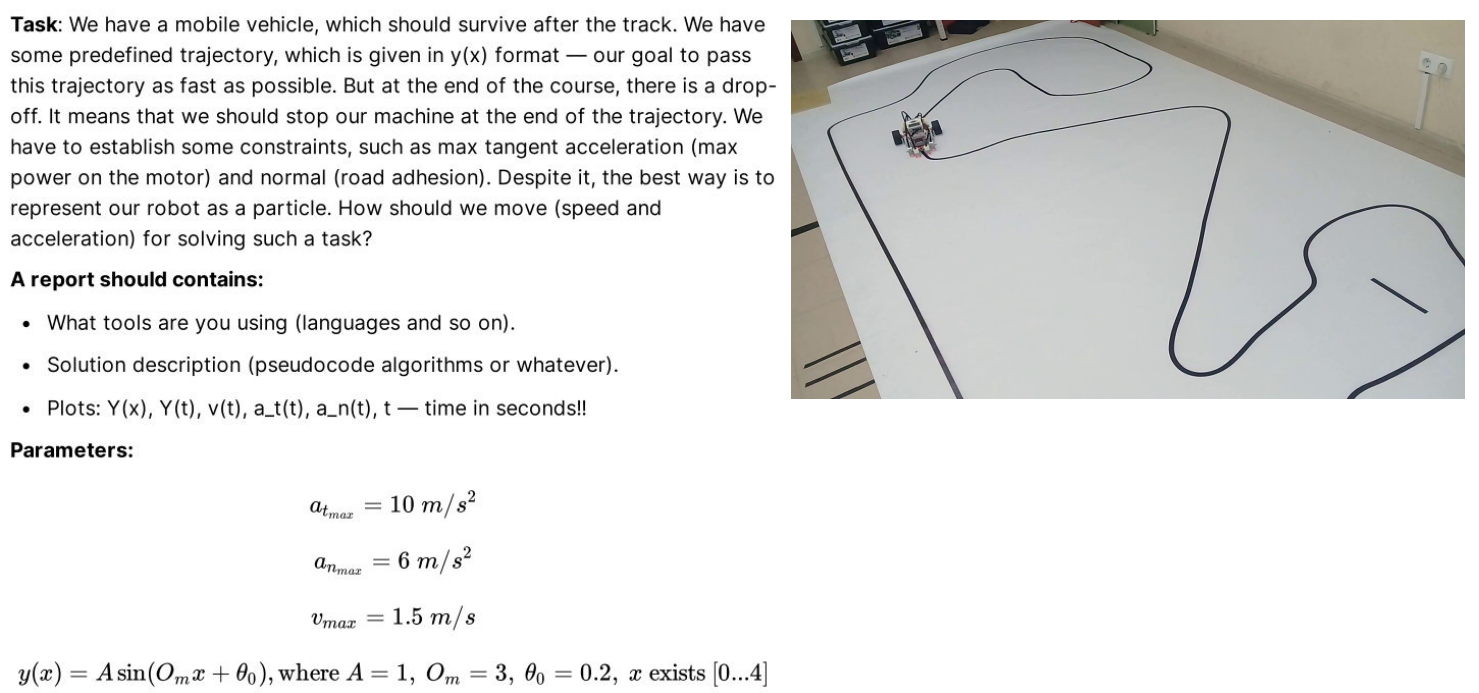 Task: We have a mobile vehicle, which should survive after the track. We have
some predefined trajectory, which is given in y(x) format — our goal to pass
this trajectory as fast as possible. But at the end of the course, there is a drop-
off. It means that we should stop our machine at the end of the trajectory. We
have to establish some constraints, such as max tangent acceleration (max
power on the motor) and normal (road adhesion). Despite it, the best way is to
represent our robot as a particle. How should we move (speed and
acceleration) for solving such a task?
A report should contains:
• What tools are you using (languages and so on).
• Solution description (pseudocode algorithms or whatever).
• Plots: Y(x), Y(t), v(t), a_t(t), a_n(t), t — time in seconds!!
Parameters:
a_{t_{max}} = 10 m/s^2
a_{n_{max}} = 6 m/s^2
v_{max} = 1.5 m/s
y(x) = A sin(O_m x + θ_0), where A = 1, O_m = 3, θ_0 = 0.2, x exists [0...4]